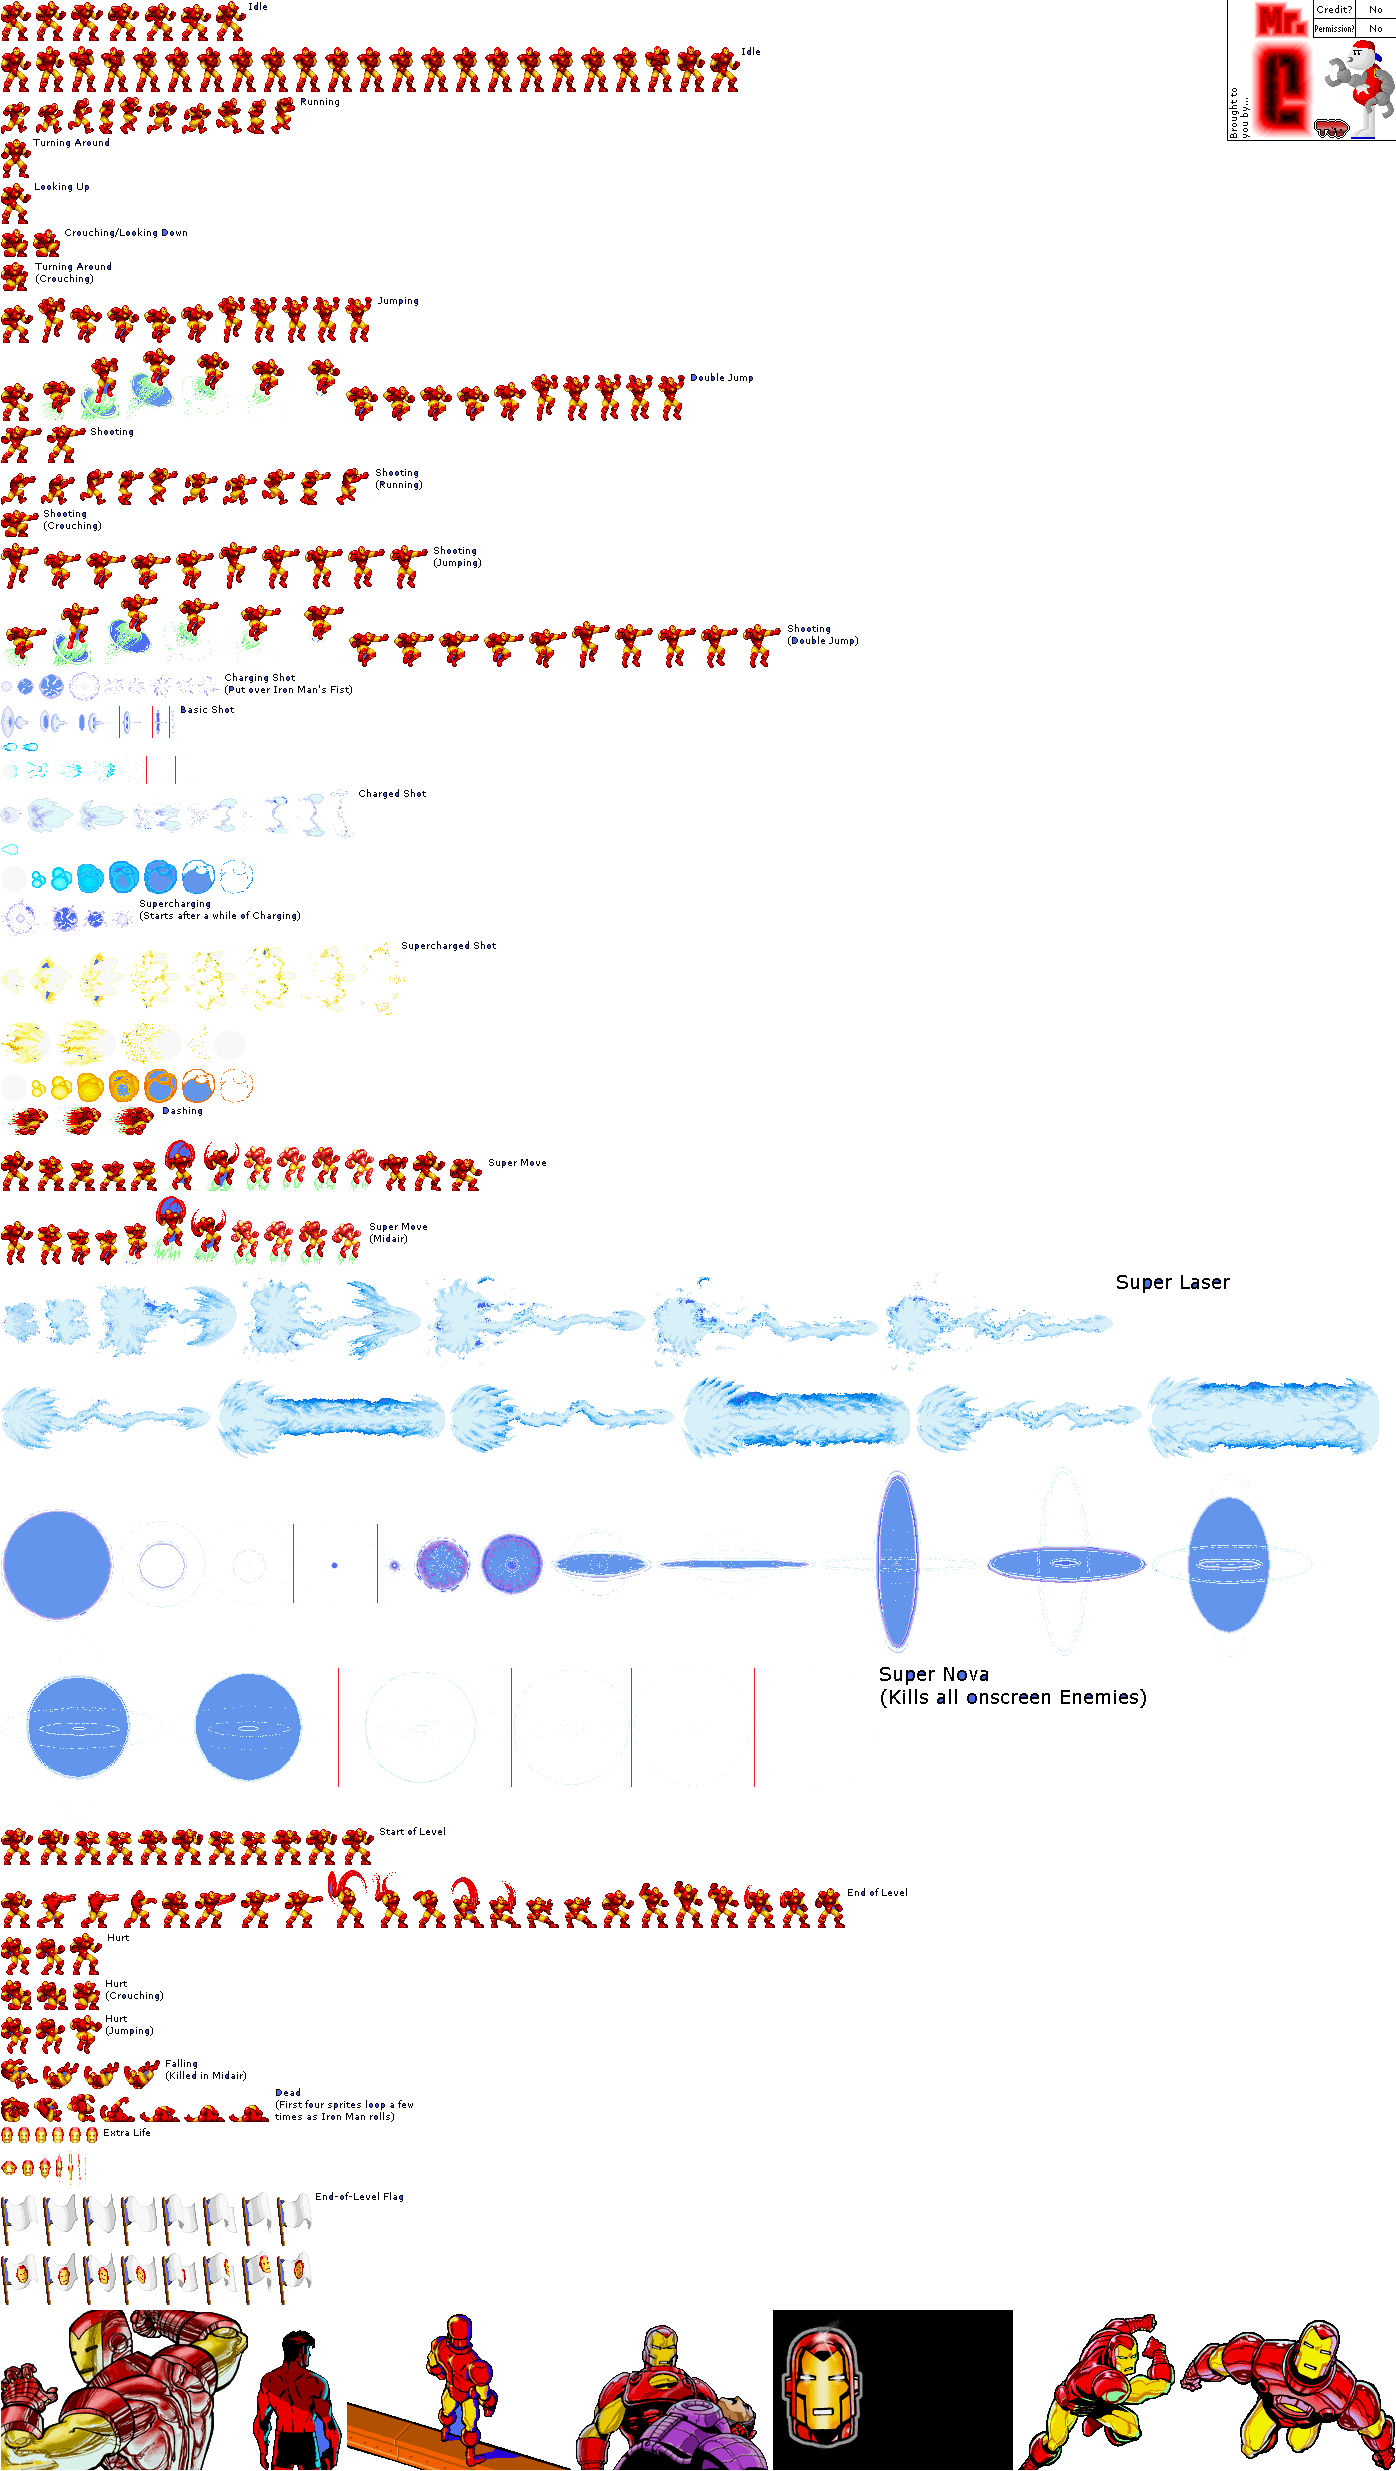 Idle
Mr.
Credit? No
Permission? No
C
Brought to
you by...
Idle
Running
Turning Around
Looking Up
Crouching/Looking Down
Turning Around
(Crouching)
Jumping
Double Jump
Shooting
Shooting
(Running)
Shooting
(Crouching)
Shooting
(Jumping)
Shooting
(Double Jump)
Charging Shot
(Put over Iron Man's Fist)
Basic Shot
Charged Shot
Supercharging
(Starts after a while of Charging)
Supercharged Shot
Dashing
Super Move
Super Move
(Midair)
Super Laser
Super Nova
(Kills all onscreen Enemies)
Start of Level
End of Level
Hurt
Hurt
(Crouching)
Hurt
(Jumping)
Falling
(Killed in Midair)
Dead
(First four sprites loop a few
times as Iron Man rolls)
Extra Life
End-of-Level Flag